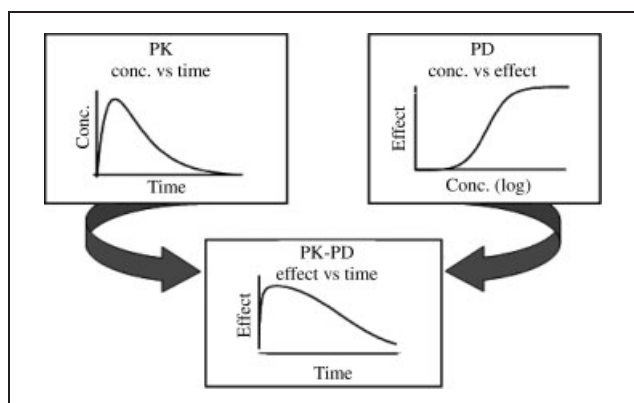 PK
conc. vs time
Conc.
Time
PD
conc. vs effect
Effect
Conc. (log)
PK-PD
effect vs time
Effect
Time